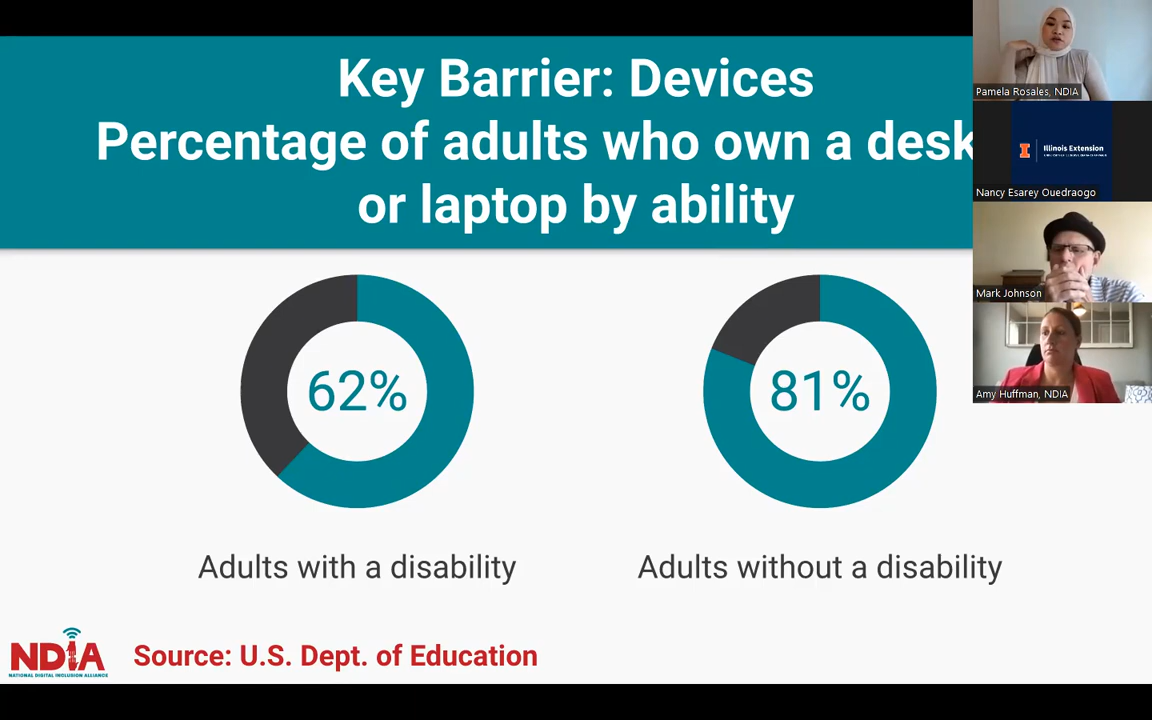 Key Barrier: Devices
Percentage of adults who own a desk
or laptop by ability
62%
81%
Adults with a disability
Adults without a disability
NDIA
NATIONAL DIGITAL INCLUSION ALLIANCE
Source: U.S. Dept. of Education
Pamela Rosales, NDIA
I
Illinois Extension
Nancy Esarey Ouedraogo
Mark Johnson
Amy Huffman, NDIA